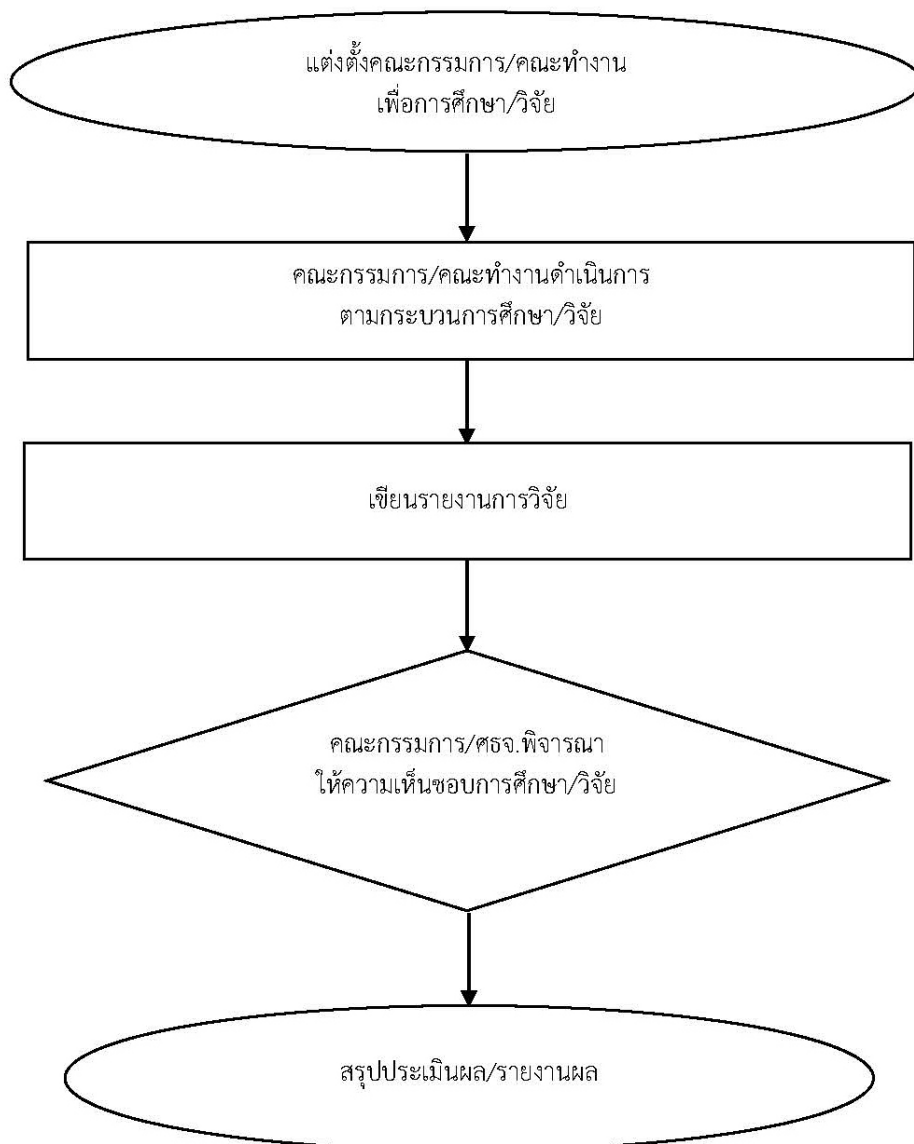 แต่งตั้งคณะกรรมการ/คณะทำงาน
เพื่อการศึกษา/วิจัย
คณะกรรมการ/คณะทำงานดำเนินการ
ตามกระบวนการศึกษา/วิจัย
เขียนรายงานการวิจัย
คณะกรรมการ/ศธจ.พิจารณา
ให้ความเห็นชอบการศึกษา/วิจัย
สรุปประเมินผล/รายงานผล